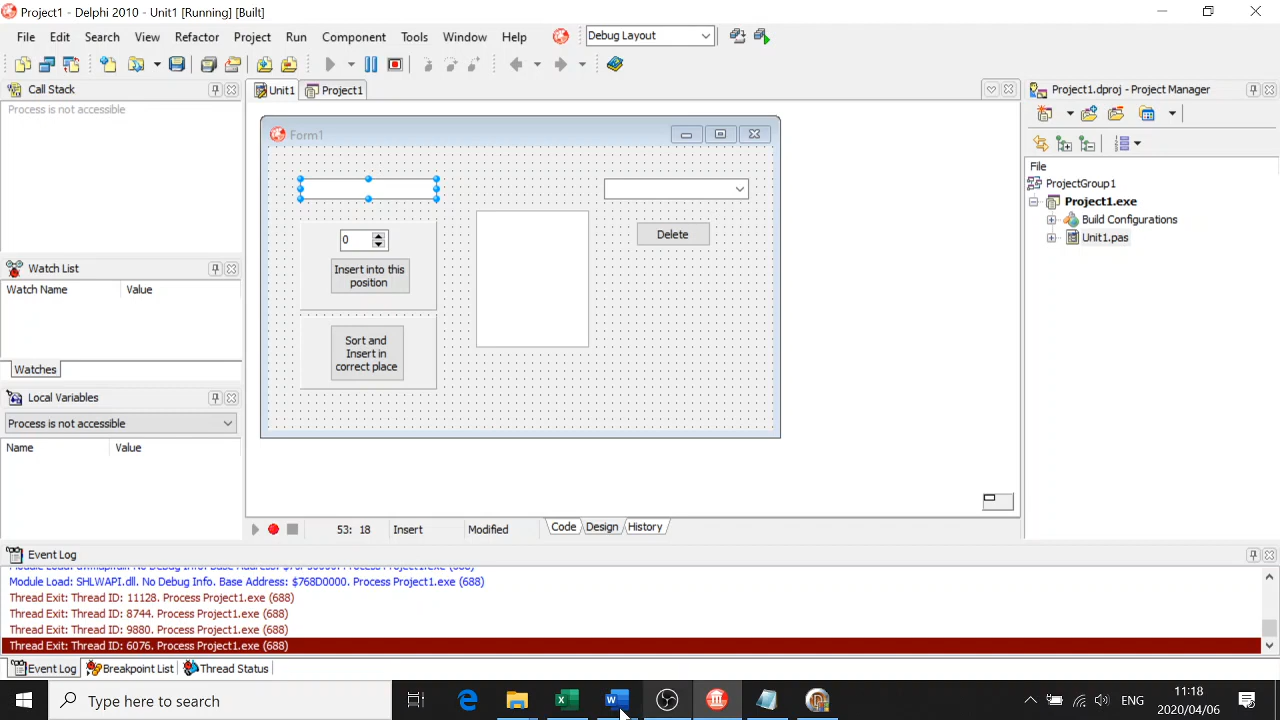 Project1 - Delphi 2010 - Unit1 [Running] [Built]
File Edit Search View Refactor Project Run Component Tools Window Help Debug Layout
Call Stack
Process is not accessible
Unit1 Project1
Project1.dproj - Project Manager
File
ProjectGroup1
Project1.exe
Build Configurations
Unit1.pas
Form1
0
Insert into this
position
Sort and
Insert in
correct place
Delete
Watch List
Watch Name Value
Watches
Local Variables
Process is not accessible
Name Value
53: 18 Insert Modified Code Design History
Event Log
Module Load: SHLWAPI.dll. No Debug Info. Base Address: $768D0000. Process Project1.exe (688)
Thread Exit: Thread ID: 11128. Process Project1.exe (688)
Thread Exit: Thread ID: 8744. Process Project1.exe (688)
Thread Exit: Thread ID: 9880. Process Project1.exe (688)
Thread Exit: Thread ID: 6076. Process Project1.exe (688)
Event Log Breakpoint List Thread Status
Type here to search
ENG
11:18
2020/04/06